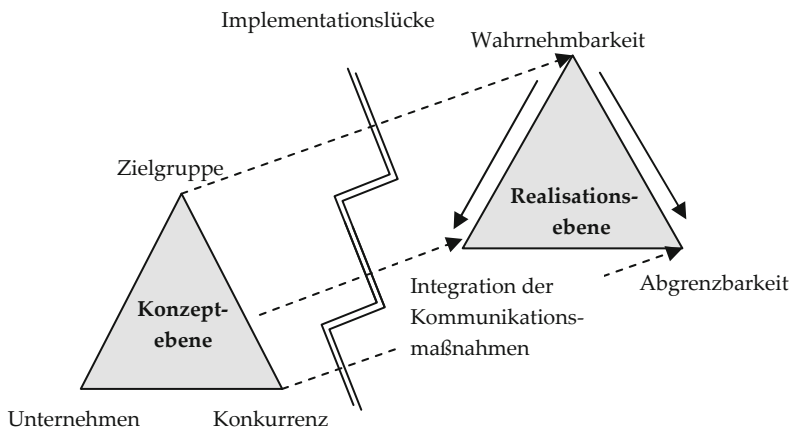 Implementationslücke
Wahrnehmbarkeit
Zielgruppe
Realisations-
ebene
Konzept-
ebene
Integration der
Kommunikations-
maßnahmen
Abgrenzbarkeit
Unternehmen
Konkurrenz